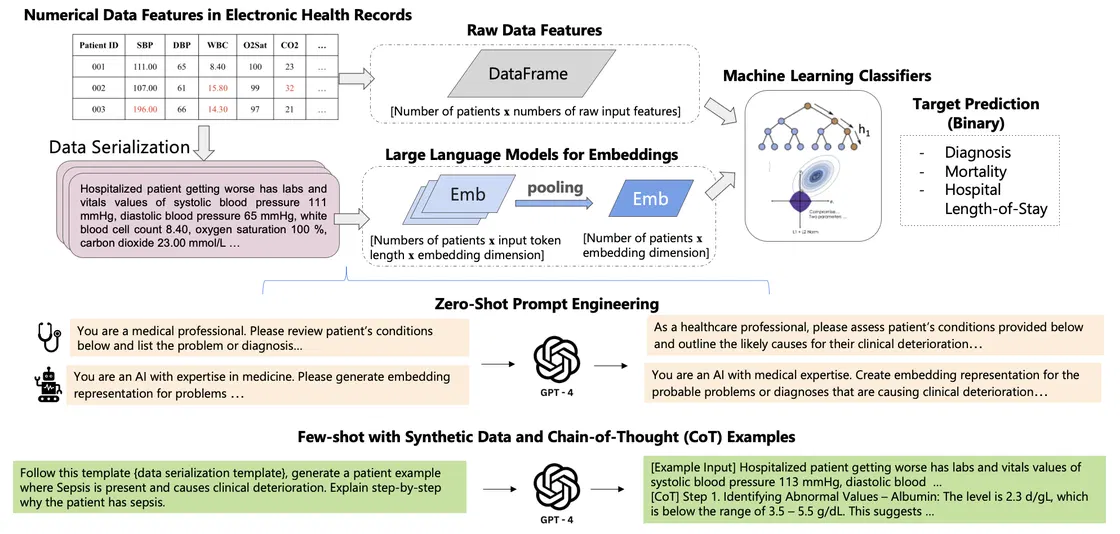 Numerical Data Features in Electronic Health Records
Patient ID SBP DBP WBC O2Sat CO2 ...
001 111.00 65 8.40 100 23 ...
002 107.00 61 15.80 99 32 ...
003 196.00 66 14.30 97 21 ...
Raw Data Features
DataFrame
[Number of patients x numbers of raw input features]
Data Serialization
Hospitalized patient getting worse has labs and
vitals values of systolic blood pressure 111
mmHg, diastolic blood pressure 65 mmHg, white
blood cell count 8.40, oxygen saturation 100 %,
carbon dioxide 23.00 mmol/L ...
Large Language Models for Embeddings
Emb
pooling
Emb
[Numbers of patients x input token
length x embedding dimension]
[Number of patients x
embedding dimension]
Machine Learning Classifiers
h1
Compromise...
Two parameters ...
L1 + L2 Norm
Target Prediction
(Binary)
- Diagnosis
- Mortality
- Hospital
Length-of-Stay
Zero-Shot Prompt Engineering
You are a medical professional. Please review patient's conditions
below and list the problem or diagnosis...
You are an AI with expertise in medicine. Please generate embedding
representation for problems ...
GPT - 4
As a healthcare professional, please assess patient's conditions provided below
and outline the likely causes for their clinical deterioration...
You are an AI with medical expertise. Create embedding representation for the
probable problems or diagnoses that are causing clinical deterioration...
Few-shot with Synthetic Data and Chain-of-Thought (CoT) Examples
Follow this template {data serialization template}, generate a patient example
where Sepsis is present and causes clinical deterioration. Explain step-by-step
why the patient has sepsis.
GPT - 4
[Example Input] Hospitalized patient getting worse has labs and vitals values of
systolic blood pressure 113 mmHg, diastolic blood ...
[CoT] Step 1. Identifying Abnormal Values – Albumin: The level is 2.3 d/gL, which
is below the range of 3.5 – 5.5 g/dL. This suggests ...